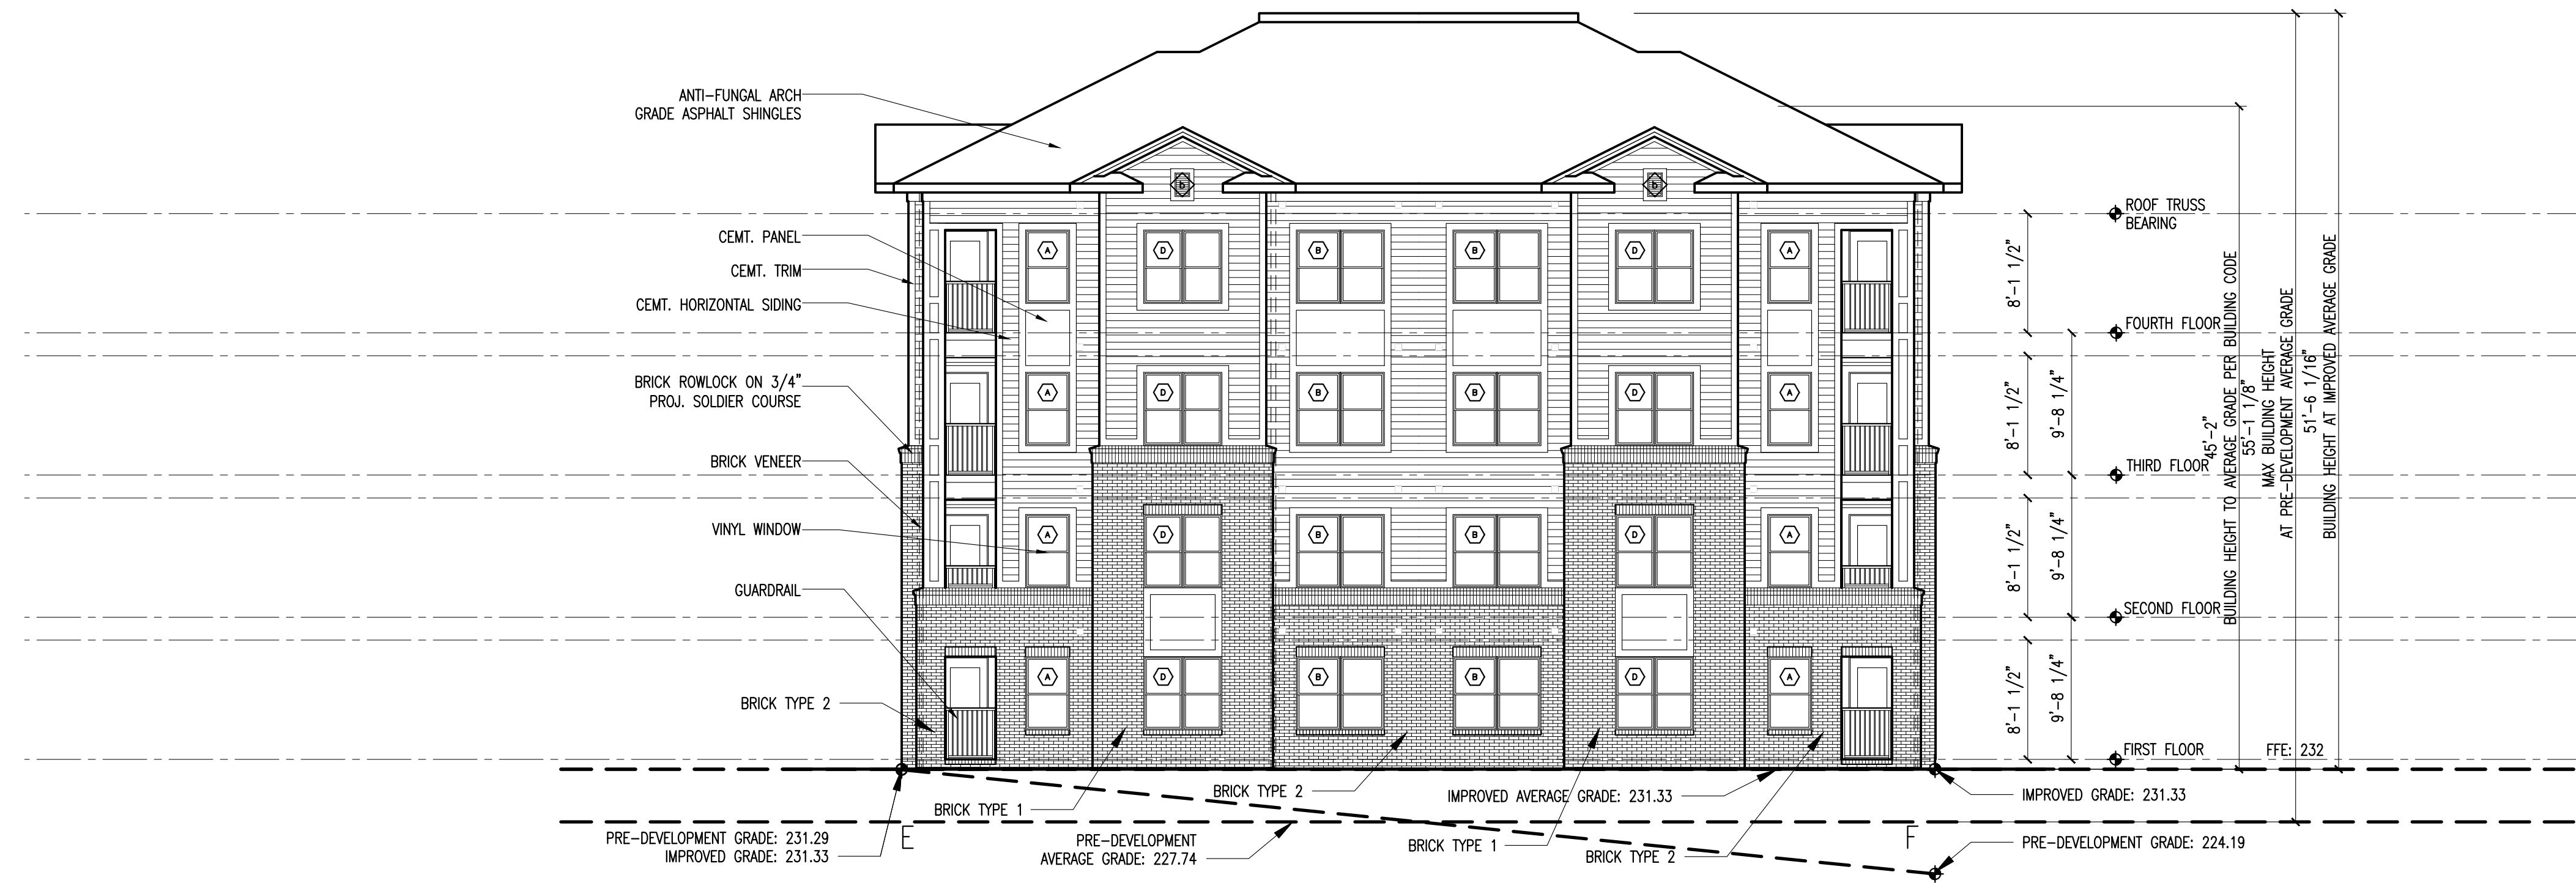 ANTI-FUNGAL ARCH
GRADE ASPHALT SHINGLES
CEMT. PANEL
CEMT. TRIM
CEMT. HORIZONTAL SIDING
BRICK ROWLOCK ON 3/4"
PROJ. SOLDIER COURSE
BRICK VENEER
VINYL WINDOW
GUARDRAIL
BRICK TYPE 2
b
b
A
D
B
B
D
A
A
D
B
B
D
A
A
D
B
B
D
A
A
D
B
B
D
A
ROOF TRUSS
BEARING
FOURTH FLOOR
THIRD FLOOR
SECOND FLOOR
FIRST FLOOR
FFE: 232
8'-1 1/2"
8'-1 1/2"
8'-1 1/2"
8'-1 1/2"
9'-8 1/4"
9'-8 1/4"
9'-8 1/4"
45'-2"
BUILDING HEIGHT TO AVERAGE GRADE PER BUILDING CODE
55'-1 1/8"
MAX BUILDING HEIGHT
AT PRE-DEVELOPMENT AVERAGE GRADE
51'-6 1/16"
BUILDING HEIGHT AT IMPROVED AVERAGE GRADE
BRICK TYPE 1
BRICK TYPE 2
IMPROVED AVERAGE GRADE: 231.33
IMPROVED GRADE: 231.33
PRE-DEVELOPMENT GRADE: 231.29
IMPROVED GRADE: 231.33
E
PRE-DEVELOPMENT
AVERAGE GRADE: 227.74
BRICK TYPE 1
BRICK TYPE 2
F
PRE-DEVELOPMENT GRADE: 224.19